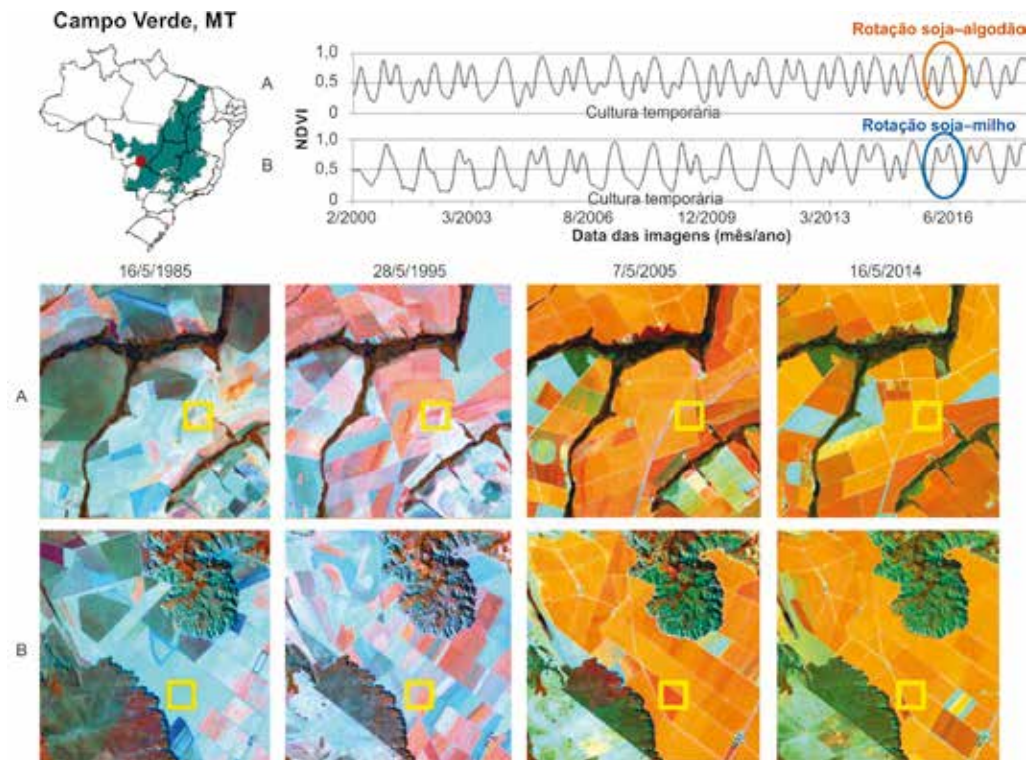 Campo Verde, MT
Rotação soja–algodão
A
NDVI
1,0
0,5
0
Cultura temporária
Rotação soja–milho
B
1,0
0,5
0
Cultura temporária
2/2000 3/2003 8/2006 12/2009 3/2013 6/2016
Data das imagens (mês/ano)
16/5/1985 28/5/1995 7/5/2005 16/5/2014
A
B